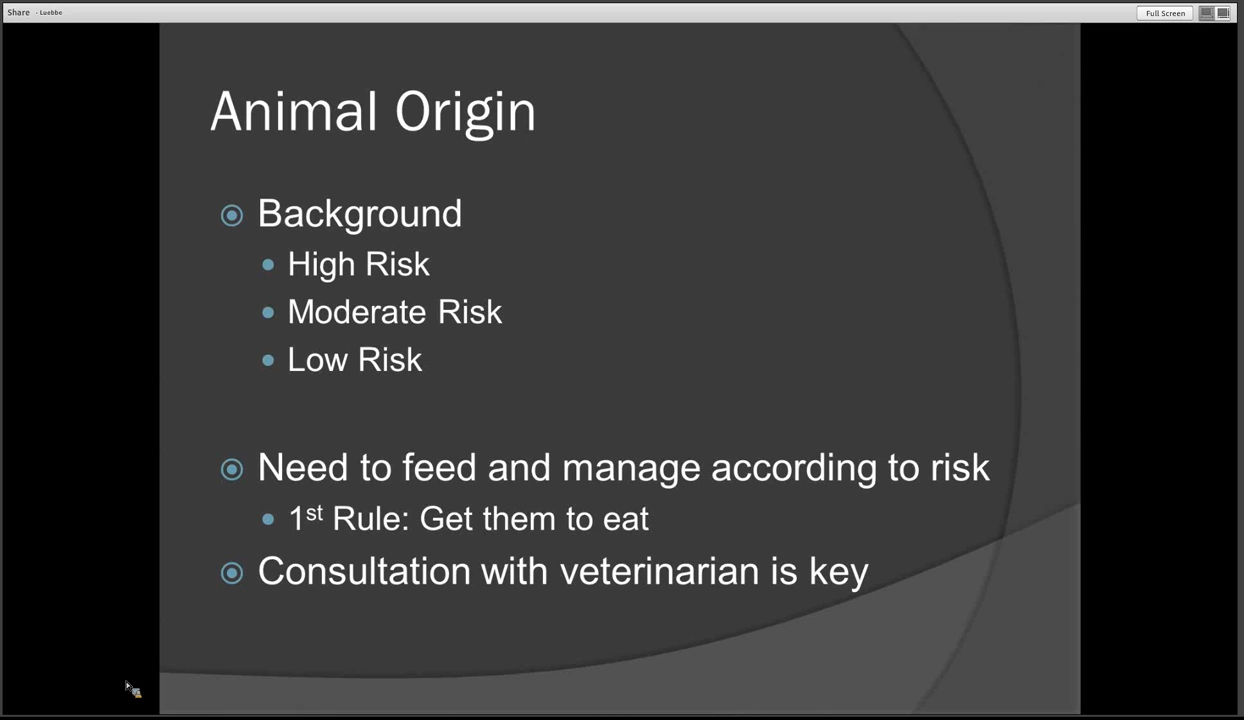 Share - Luebbe
Full Screen
Animal Origin
Background
High Risk
Moderate Risk
Low Risk
Need to feed and manage according to risk
1st Rule: Get them to eat
Consultation with veterinarian is key